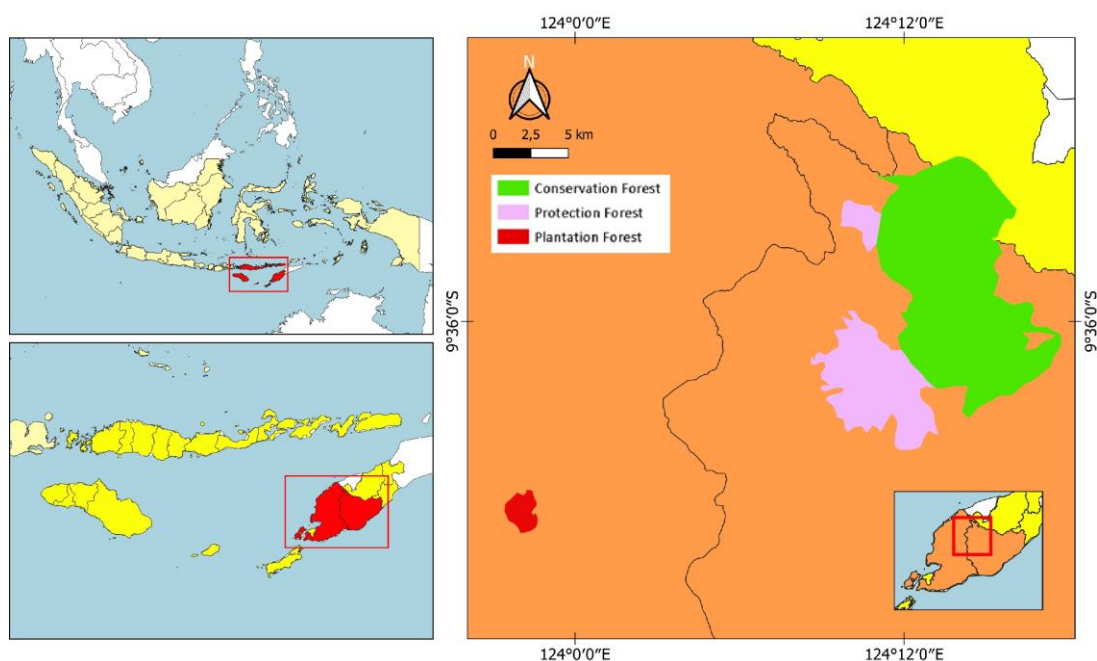 124°0′0″E 124°12′0″E
N
0 2,5 5 km
Conservation Forest
Protection Forest
Plantation Forest
9°36′0″S 9°36′0″S
124°0′0″E 124°12′0″E